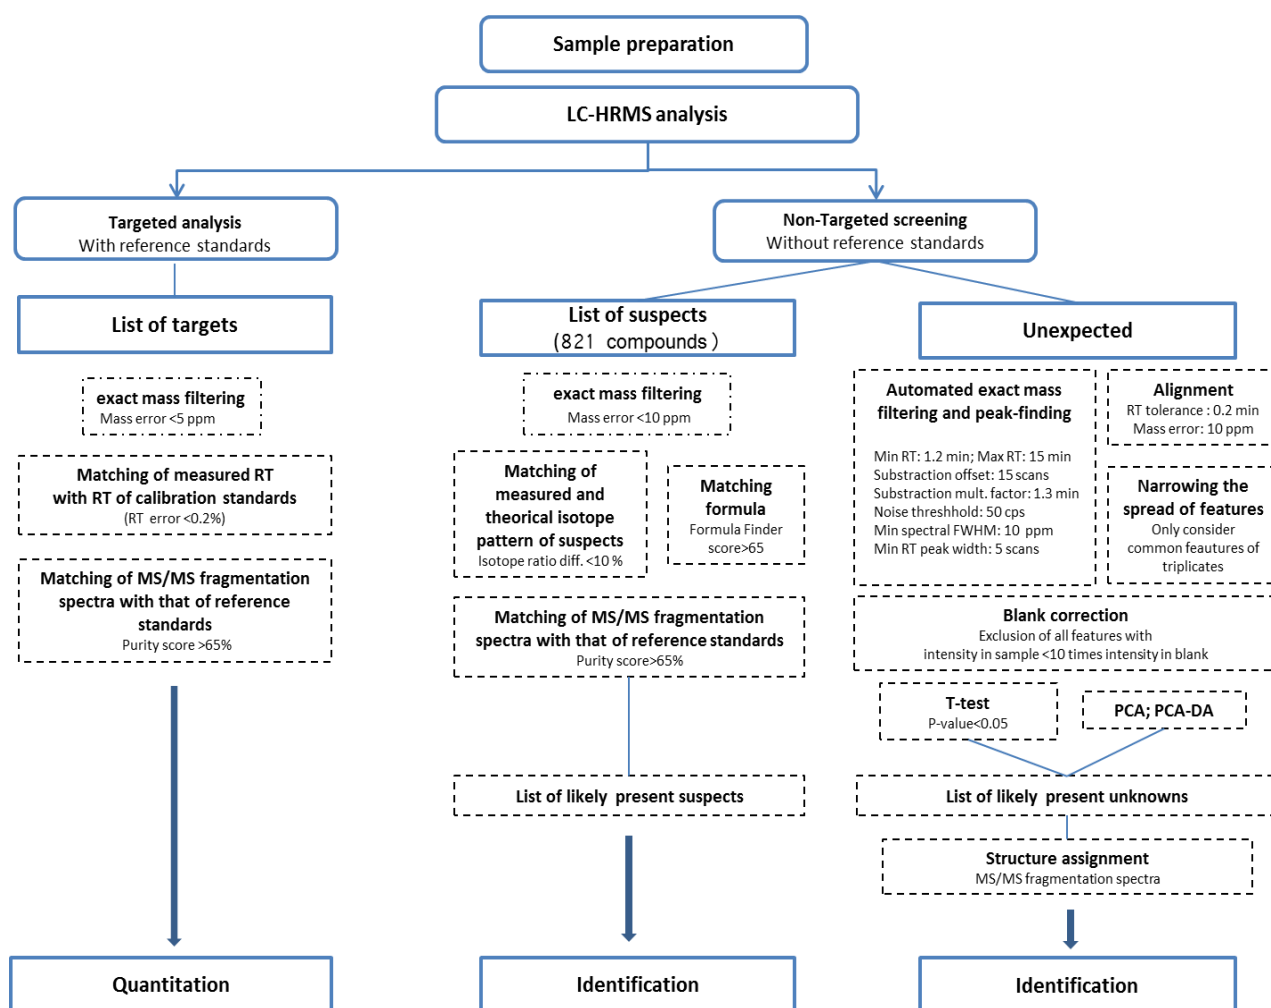 Sample preparation
LC-HRMS analysis
Targeted analysis
With reference standards
Non-Targeted screening
Without reference standards
List of targets
List of suspects
(821 compounds)
Unexpected
exact mass filtering
Mass error <5 ppm
Matching of measured RT
with RT of calibration standards
(RT error <0.2%)
Matching of MS/MS fragmentation
spectra with that of reference
standards
Purity score >65%
exact mass filtering
Mass error <10 ppm
Matching of
measured and
theorical isotope
pattern of suspects
Isotope ratio diff. <10 %
Matching
formula
Formula Finder
score>65
Matching of MS/MS fragmentation
spectra with that of reference standards
Purity score>65%
List of likely present suspects
Automated exact mass
filtering and peak-finding
Min RT: 1.2 min; Max RT: 15 min
Substraction offset: 15 scans
Substraction mult. factor: 1.3 min
Noise threshhold: 50 cps
Min spectral FWHM: 10 ppm
Min RT peak width: 5 scans
Alignment
RT tolerance : 0.2 min
Mass error: 10 ppm
Narrowing the
spread of features
Only consider
common feautures of
triplicates
Blank correction
Exclusion of all features with
intensity in sample <10 times intensity in blank
T-test
P-value<0.05
PCA; PCA-DA
List of likely present unknowns
Structure assignment
MS/MS fragmentation spectra
Quantitation
Identification
Identification